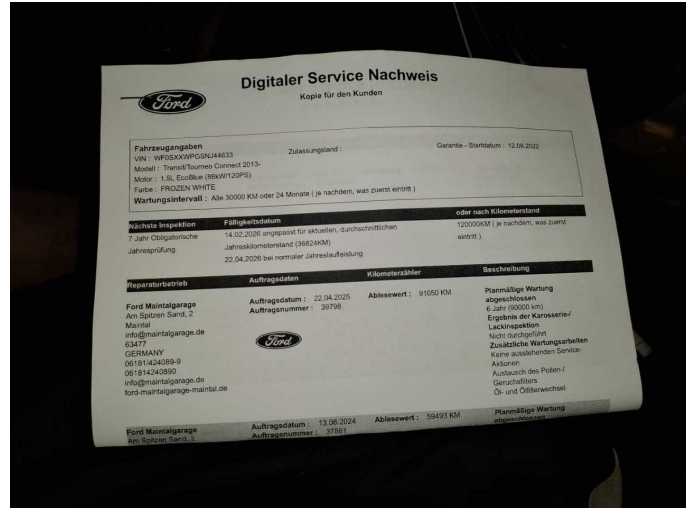 Digitaler Service Nachweis
Ford
Kopie für den Kunden
Fahrzeugangaben
VIN : WF0SXXWPGSNJ44633 Zulassungsland : Garantie - Startdatum : 12.08.2022
Modell : Transit/Tourneo Connect 2013-
Motor : 1.5L EcoBlue (88kW/120PS)
Farbe : FROZEN WHITE
Wartungsintervall : Alle 30000 KM oder 24 Monate ( je nachdem, was zuerst eintritt )
Nächste Inspektion Fälligkeitsdatum oder nach Kilometerstand
7 Jahr Obligatorische 14.02.2026 angepasst für aktuellen, durchschnittlichen 120000KM ( je nachdem, was zuerst
Jahresprüfung Jahreskilometerstand (36824KM) eintritt )
22.04.2026 bei normaler Jahreslaufleistung
Reparaturbetrieb Auftragsdaten Kilometerzähler Beschreibung
Ford Maintalgarage Auftragsdatum : 22.04.2025 Ablesewert : 91050 KM Planmäßige Wartung
Am Spitzen Sand, 2 Auftragsnummer : 39798 abgeschlossen
Maintal 6 Jahr (90000 km)
info@maintalgarage.de Ergebnis der Karosserie-/
63477 Ford Lackinspektion
GERMANY Nicht durchgeführt
06181/424089-9 Zusätzliche Wartungsarbeiten
061814240890 Keine ausstehenden Service-
info@maintalgarage.de Aktionen
ford-maintalgarage-maintal.de Austausch des Pollen-/
Geruchsfilters
Öl- und Ölfilterwechsel
Ford Maintalgarage Auftragsdatum : 13.06.2024 Ablesewert : 59493 KM Planmäßige Wartung
Am Spitzen Sand, 2 Auftragsnummer : 37861 abgeschlossen